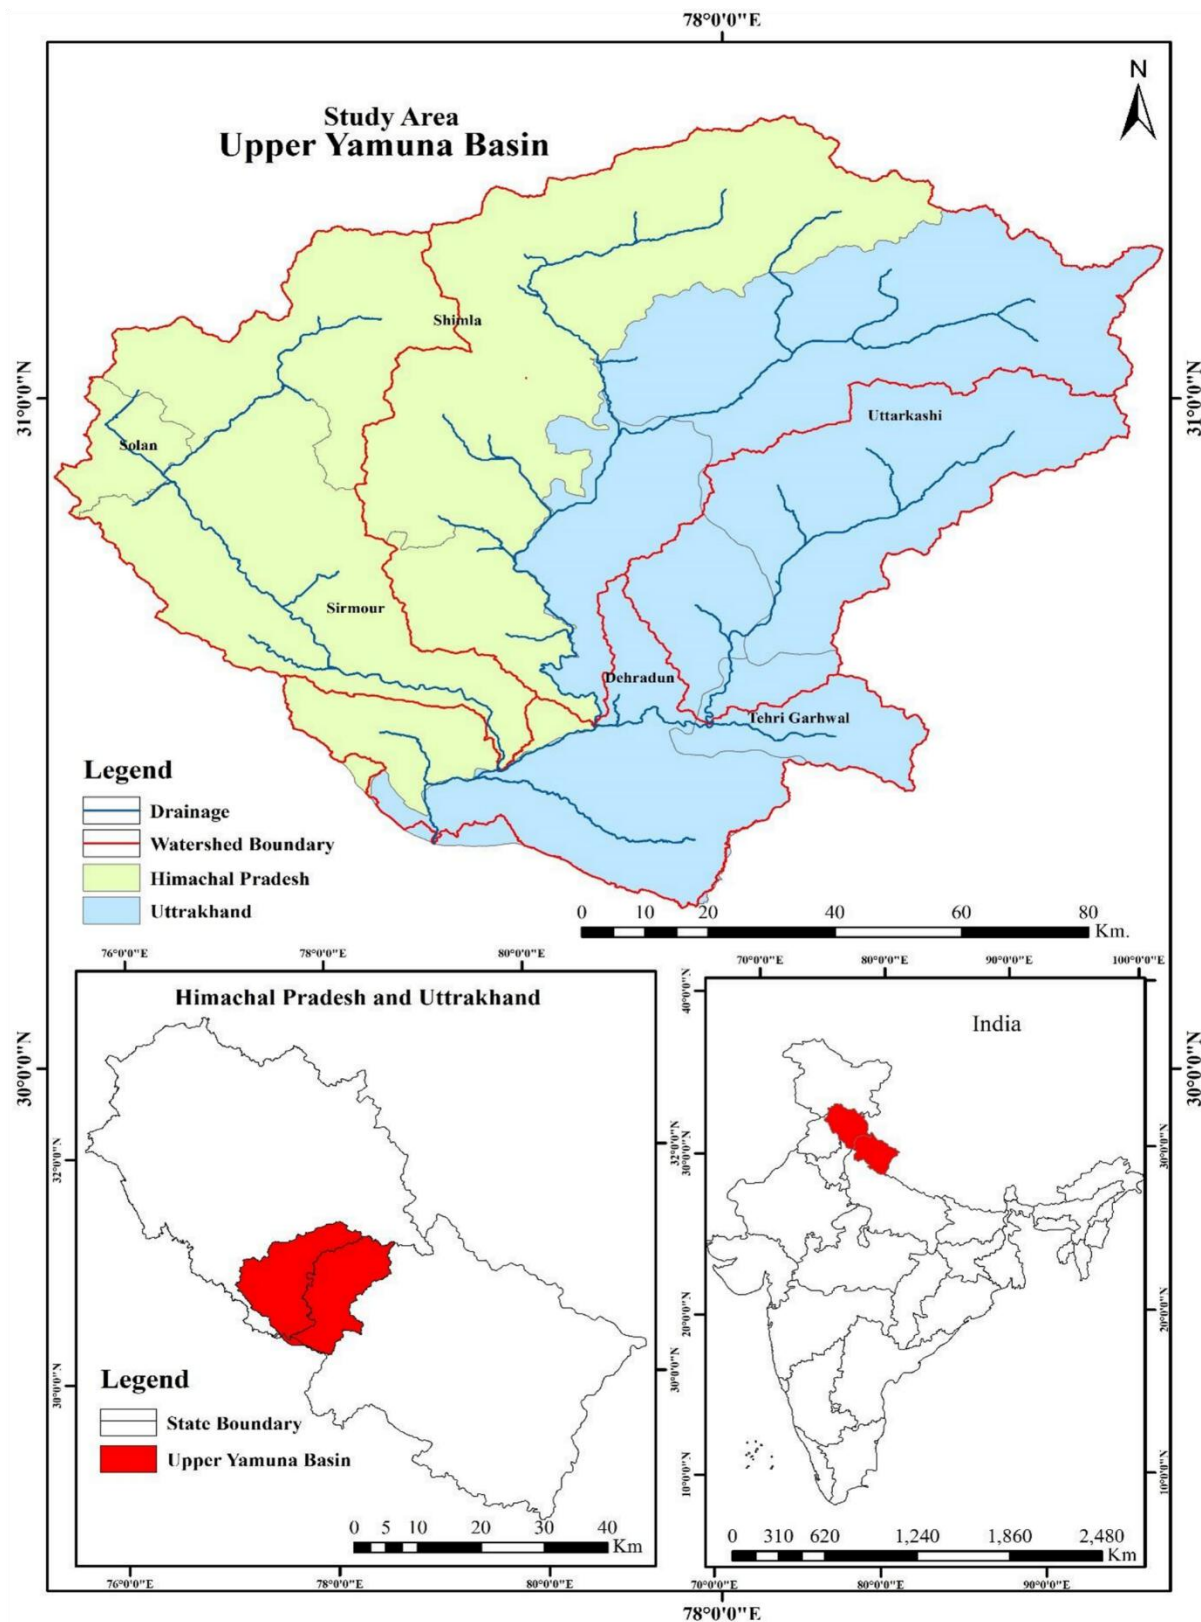 78°0'0"E
N
Study Area
Upper Yamuna Basin
Shimla
31°0'0"N
31°0'0"N
Uttarkashi
Solan
Sirmour
Dehradun
Tehri Garhwal
Legend
Drainage
Watershed Boundary
Himachal Pradesh
Uttrakhand
0 10 20 40 60 80
Km.
76°0'0"E 78°0'0"E 80°0'0"E
70°0'0"E 80°0'0"E 90°0'0"E 100°0'0"E
Himachal Pradesh and Uttrakhand
India
40°0'0"N
30°0'0"N
30°0'0"N
32°0'0"N
32°0'0"N
30°0'0"N
30°0'0"N
20°0'0"N
20°0'0"N
30°0'0"N
30°0'0"N
10°0'0"N
10°0'0"N
Legend
State Boundary
Upper Yamuna Basin
0 5 10 20 30 40
Km
0 310 620 1,240 1,860 2,480
Km
76°0'0"E 78°0'0"E 80°0'0"E
70°0'0"E 80°0'0"E 90°0'0"E
78°0'0"E